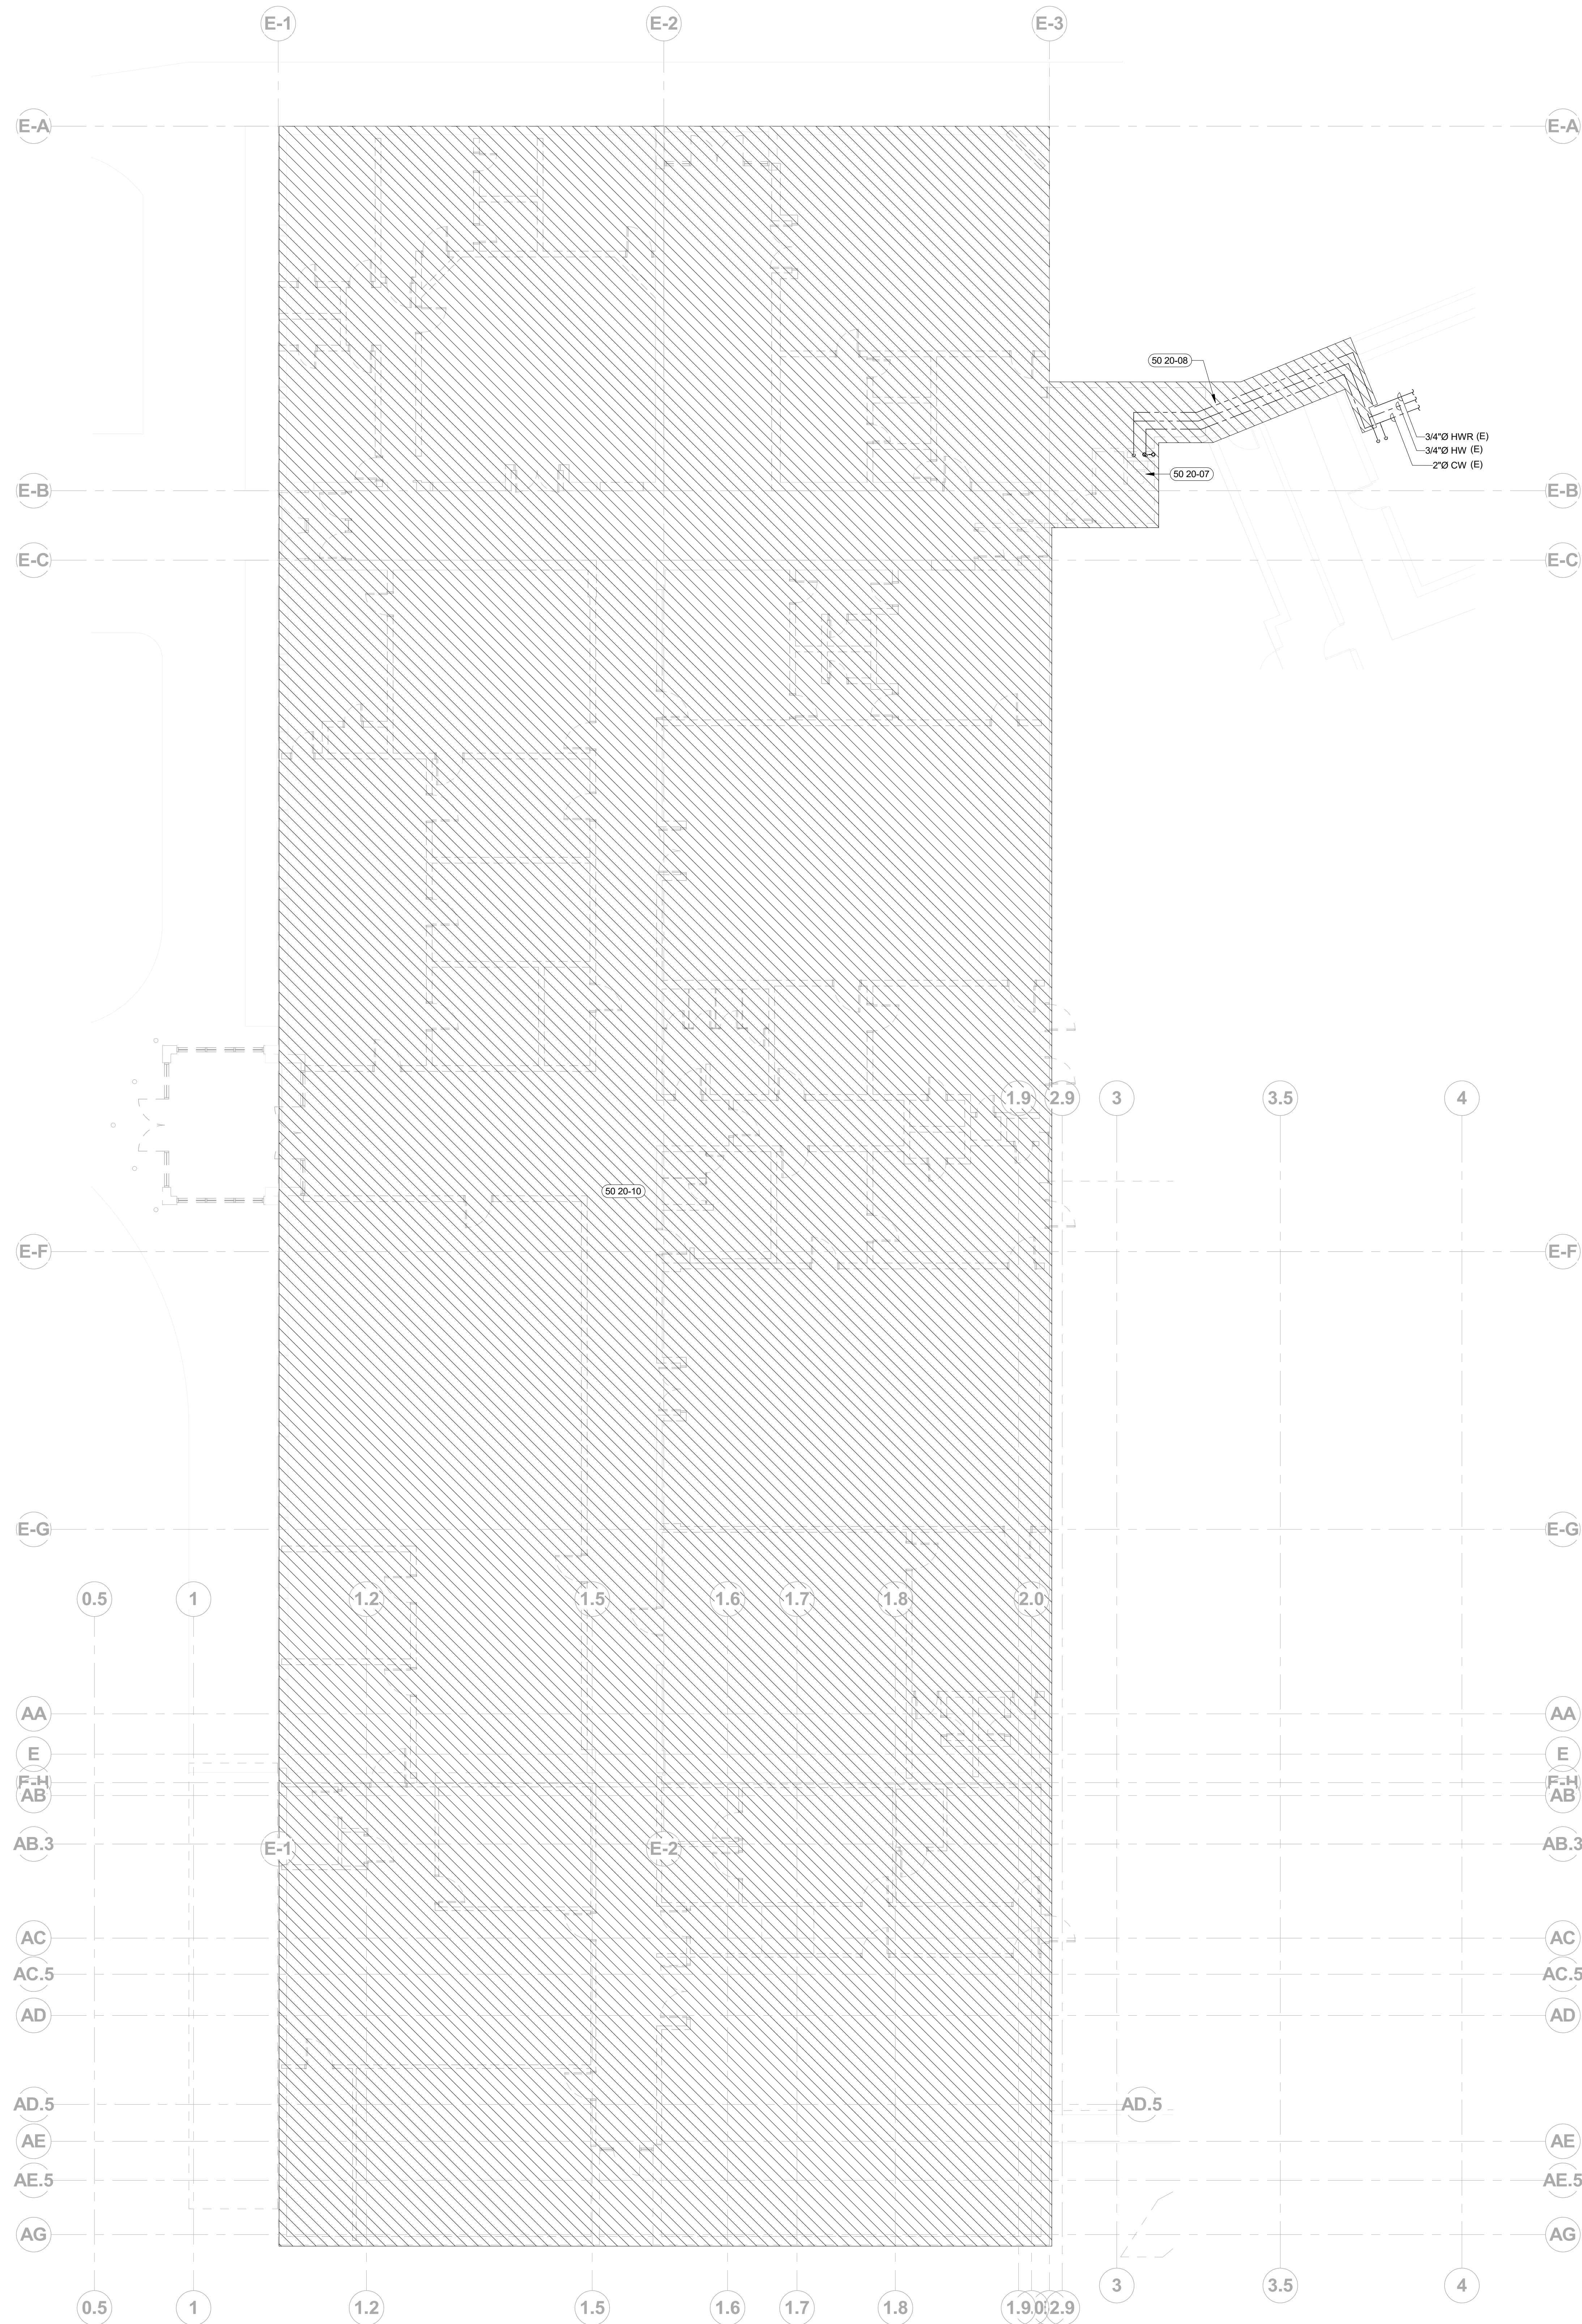 E-1 E-2 E-3
E-A E-A
50 20-08
3/4"Ø HWR (E)
3/4"Ø HW (E)
2"Ø CW (E)
50 20-07
E-B E-B
E-C E-C
1.9 2.9 3 3.5 4
50 20-10
E-F E-F
E-G E-G
0.5 1 1.2 1.5 1.6 1.7 1.8 2.0
AA AA
E E
F-H F-H
AB AB
AB.3 E-1 E-2 AB.3
AC AC
AC.5 AC.5
AD AD
AD.5 AD.5
AE AE
AE.5 AE.5
AG AG
3 3.5 4
0.5 1 1.2 1.5 1.6 1.7 1.8 1.9 2.9